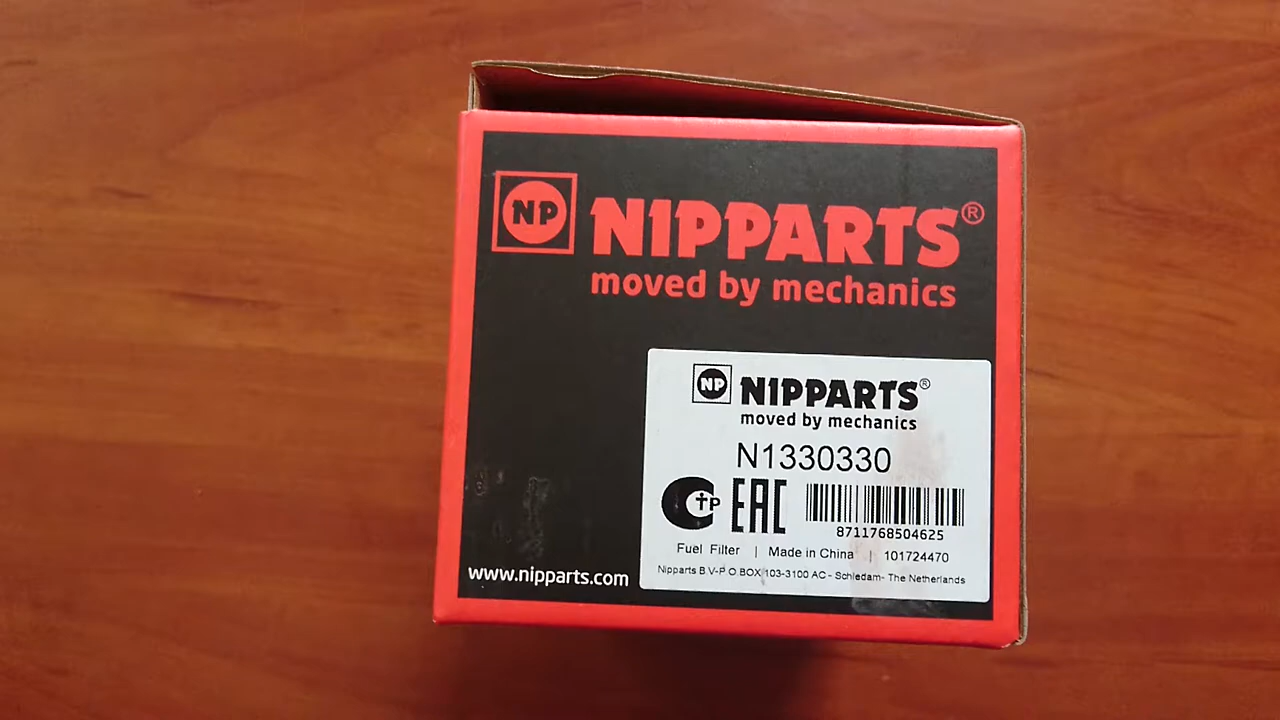 NP NIPPARTS®
moved by mechanics
NP NIPPARTS®
moved by mechanics
N1330330
EAC
8711768504625
Fuel Filter | Made in China | 101724470
Nipparts B.V-P O.BOX 103-3100 AC - Schiedam- The Netherlands
www.nipparts.com